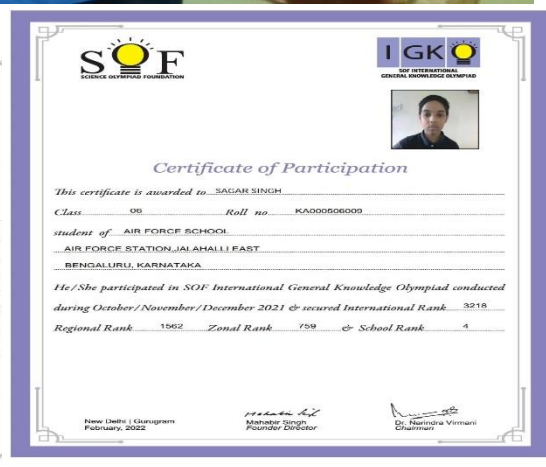 SOF
SCIENCE OLYMPIAD FOUNDATION
IGKO
SOF INTERNATIONAL
GENERAL KNOWLEDGE OLYMPIAD
Certificate of Participation
This certificate is awarded to SAGAR SINGH
Class 06 Roll no KA000506009
student of AIR FORCE SCHOOL
AIR FORCE STATION,JALAHALLI EAST
BENGALURU, KARNATAKA
He/She participated in SOF International General Knowledge Olympiad conducted
during October/November/December 2021 & secured International Rank 3218
Regional Rank 1562 Zonal Rank 759 & School Rank 4
New Delhi | Gurugram
February, 2022
Mahabir Singh
Founder Director
Dr. Narindra Virmani
Chairman